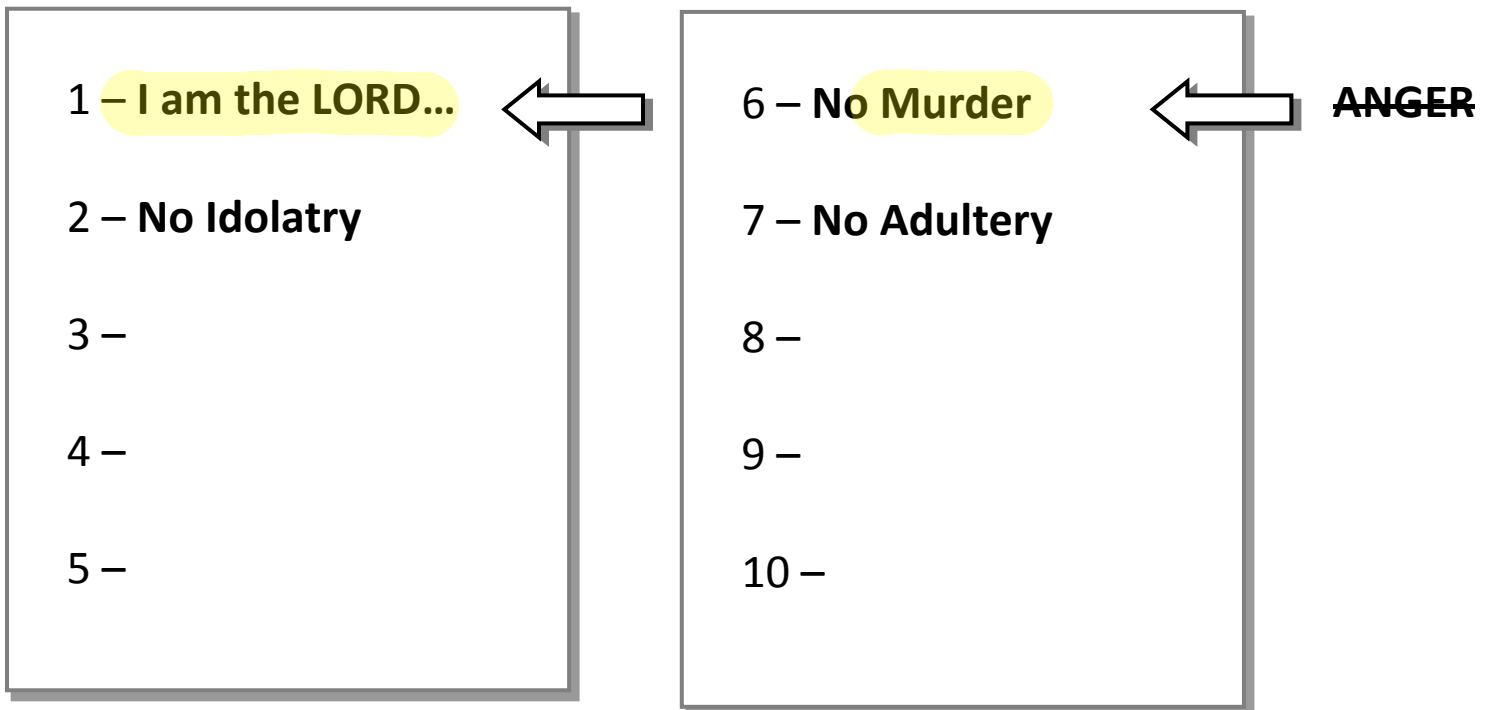 1 – I am the LORD…
2 – No Idolatry
3 –
4 –
5 –
6 – No Murder
ANGER
7 – No Adultery
8 –
9 –
10 –